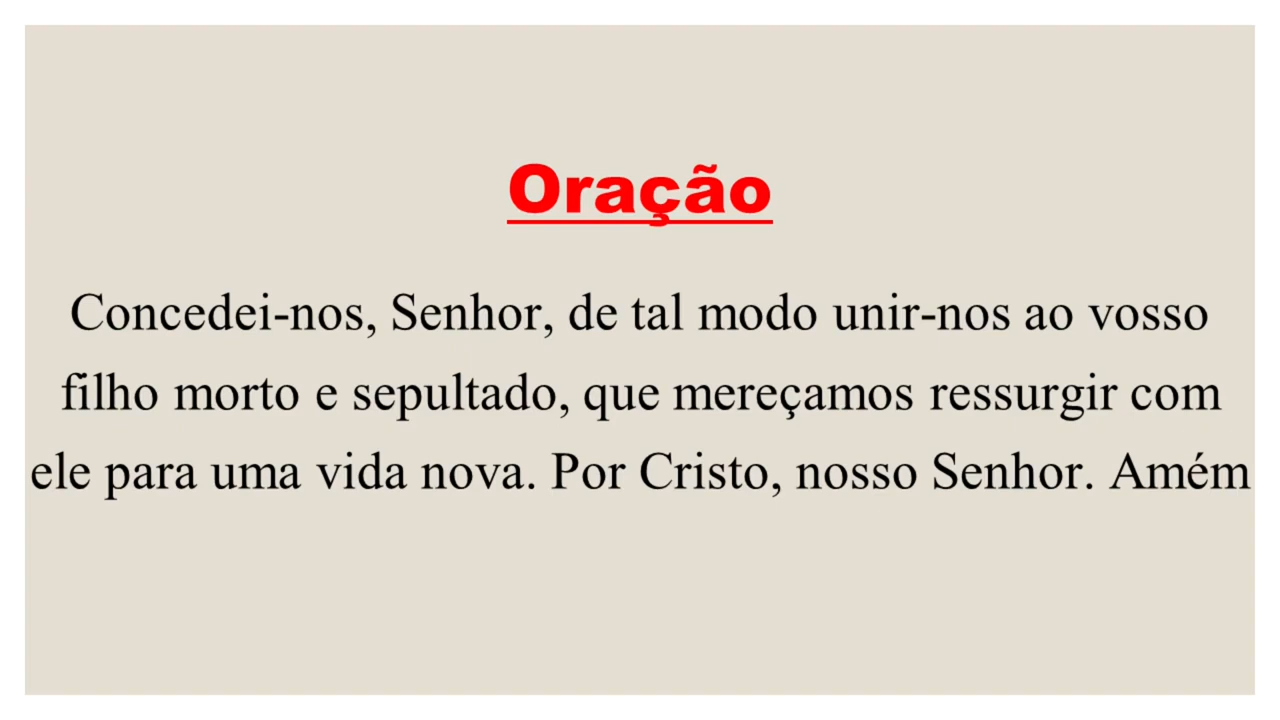 Oração
Concedei-nos, Senhor, de tal modo unir-nos ao vosso
filho morto e sepultado, que mereçamos ressurgir com
ele para uma vida nova. Por Cristo, nosso Senhor. Amém